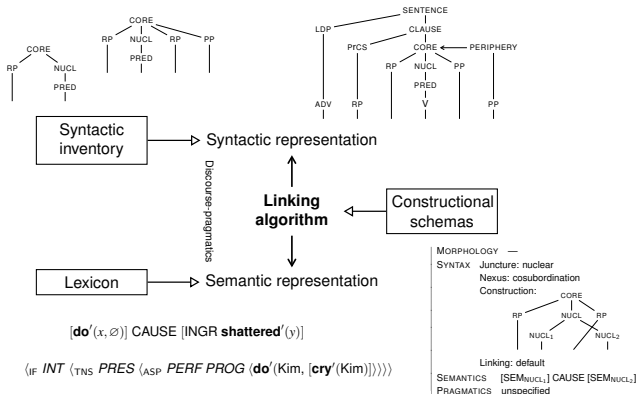 CORE
RP NUCL
PRED
CORE
RP NUCL RP PP
PRED
SENTENCE
LDP CLAUSE
PrCS CORE PERIPHERY
RP NUCL PP
PRED
ADV RP V PP
Syntactic
inventory
Syntactic representation
Discourse-pragmatics
Linking
algorithm
Constructional
schemas
Lexicon
Semantic representation
[do′(x, ∅)] CAUSE [INGR shattered′(y)]
⟨IF INT ⟨TNS PRES ⟨ASP PERF PROG ⟨do′(Kim, [cry′(Kim)]⟩⟩⟩⟩
MORPHOLOGY —
SYNTAX Juncture: nuclear
Nexus: cosubordination
Construction:
CORE
RP NUCL RP
NUCL1 NUCL2
Linking: default
SEMANTICS [SEMNUCL1] CAUSE [SEMNUCL2]
PRAGMATICS unspecified